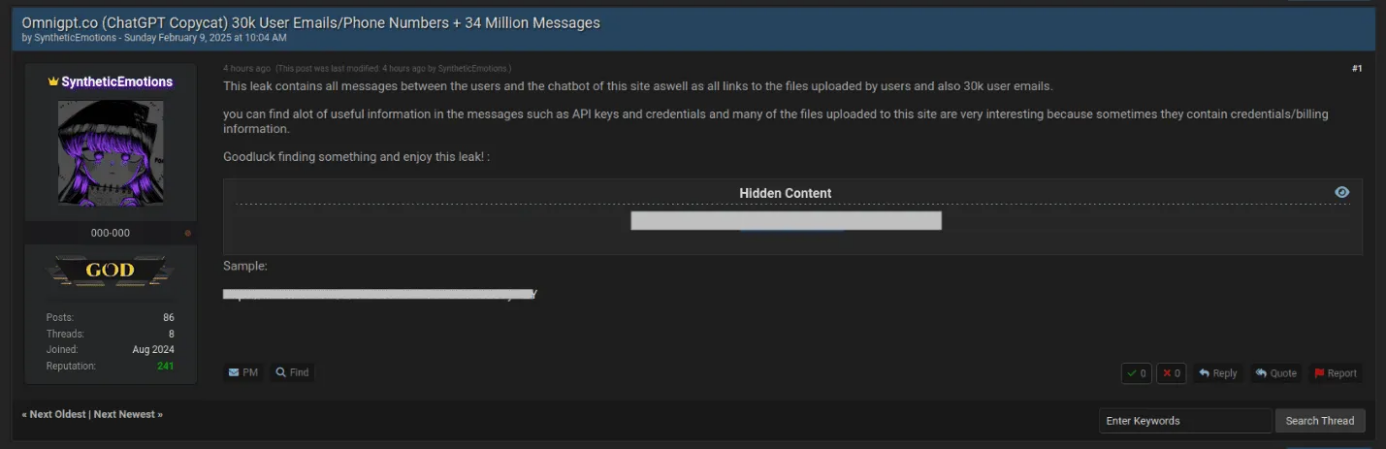 Omnigpt.co (ChatGPT Copycat) 30k User Emails/Phone Numbers + 34 Million Messages
by SyntheticEmotions - Sunday February 9, 2025 at 10:04 AM
SyntheticEmotions
000-000
GOD
Posts: 86
Threads: 8
Joined: Aug 2024
Reputation: 241
4 hours ago (This post was last modified: 4 hours ago by SyntheticEmotions.)
#1
This leak contains all messages between the users and the chatbot of this site aswell as all links to the files uploaded by users and also 30k user emails.
you can find alot of useful information in the messages such as API keys and credentials and many of the files uploaded to this site are very interesting because sometimes they contain credentials/billing
information.
Goodluck finding something and enjoy this leak! :
Hidden Content
Sample:
PM Find
0 0 Reply Quote Report
« Next Oldest | Next Newest »
Enter Keywords Search Thread